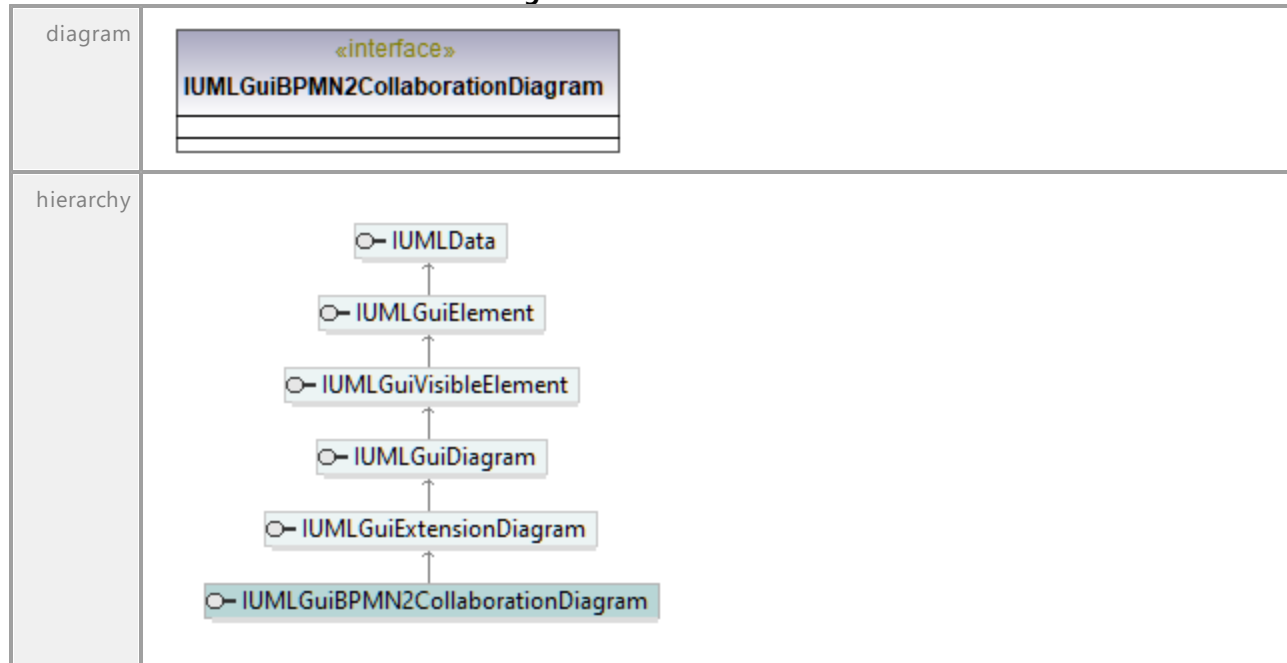 diagram
«interface»
IUMLGuiBPMN2CollaborationDiagram
hierarchy
IUMLData
IUMLGuiElement
IUMLGuiVisibleElement
IUMLGuiDiagram
IUMLGuiExtensionDiagram
IUMLGuiBPMN2CollaborationDiagram